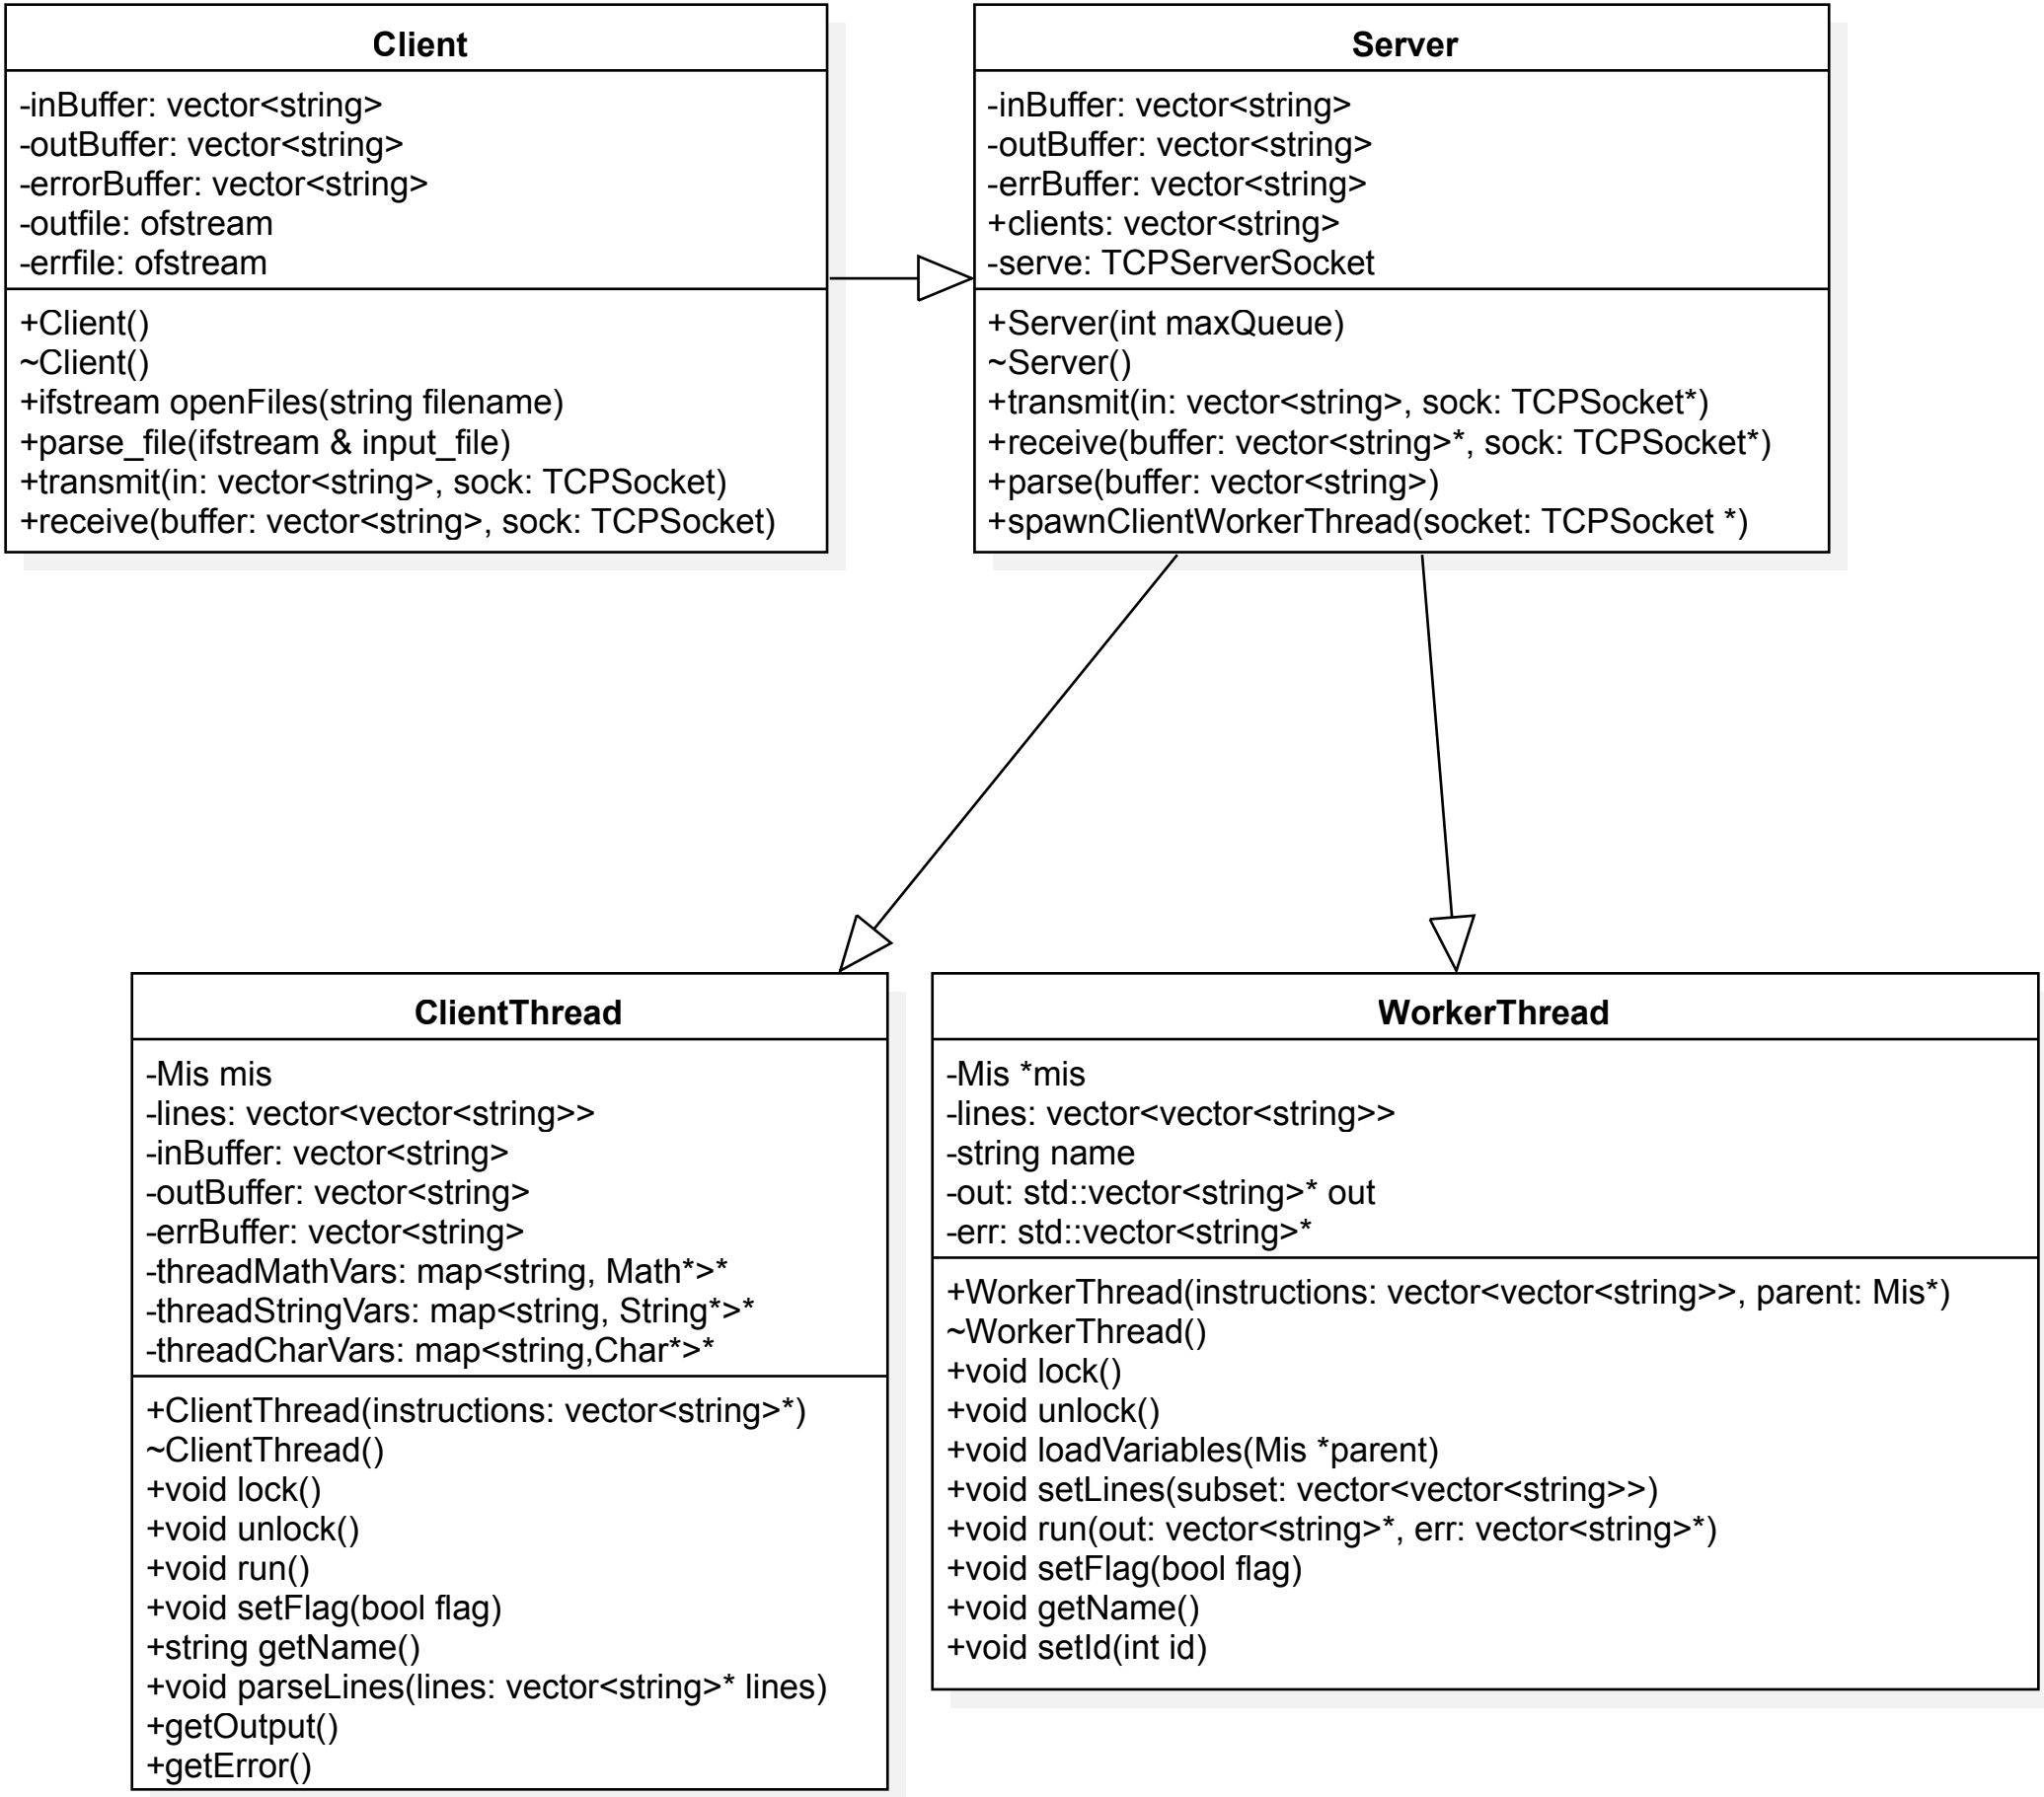 Client
-inBuffer: vector<string>
-outBuffer: vector<string>
-errorBuffer: vector<string>
-outfile: ofstream
-errfile: ofstream
+Client()
~Client()
+ifstream openFiles(string filename)
+parse_file(ifstream & input_file)
+transmit(in: vector<string>, sock: TCPSocket)
+receive(buffer: vector<string>, sock: TCPSocket)
Server
-inBuffer: vector<string>
-outBuffer: vector<string>
-errBuffer: vector<string>
+clients: vector<string>
-serve: TCPServerSocket
+Server(int maxQueue)
~Server()
+transmit(in: vector<string>, sock: TCPSocket*)
+receive(buffer: vector<string>*, sock: TCPSocket*)
+parse(buffer: vector<string>)
+spawnClientWorkerThread(socket: TCPSocket *)
ClientThread
-Mis mis
-lines: vector<vector<string>>
-inBuffer: vector<string>
-outBuffer: vector<string>
-errBuffer: vector<string>
-threadMathVars: map<string, Math*>*
-threadStringVars: map<string, String*>*
-threadCharVars: map<string,Char*>*
+ClientThread(instructions: vector<string>*)
~ClientThread()
+void lock()
+void unlock()
+void run()
+void setFlag(bool flag)
+string getName()
+void parseLines(lines: vector<string>* lines)
+getOutput()
+getError()
WorkerThread
-Mis *mis
-lines: vector<vector<string>>
-string name
-out: std::vector<string>* out
-err: std::vector<string>*
+WorkerThread(instructions: vector<vector<string>>, parent: Mis*)
~WorkerThread()
+void lock()
+void unlock()
+void loadVariables(Mis *parent)
+void setLines(subset: vector<vector<string>>)
+void run(out: vector<string>*, err: vector<string>*)
+void setFlag(bool flag)
+void getName()
+void setId(int id)